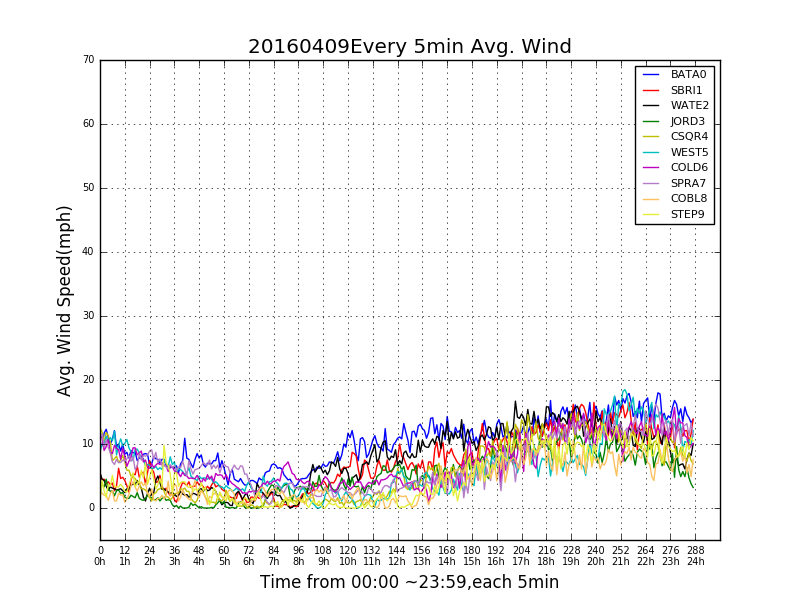 20160409Every 5min Avg. Wind
70
60
50
40
30
20
10
0
Avg. Wind Speed(mph)
BATA0
SBRI1
WATE2
JORD3
CSQR4
WEST5
COLD6
SPRA7
COBL8
STEP9
0 12 24 36 48 60 72 84 96 108 120 132 144 156 168 180 192 204 216 228 240 252 264 276 288
0h 1h 2h 3h 4h 5h 6h 7h 8h 9h 10h 11h 12h 13h 14h 15h 16h 17h 18h 19h 20h 21h 22h 23h 24h
Time from 00:00 ~23:59,each 5min